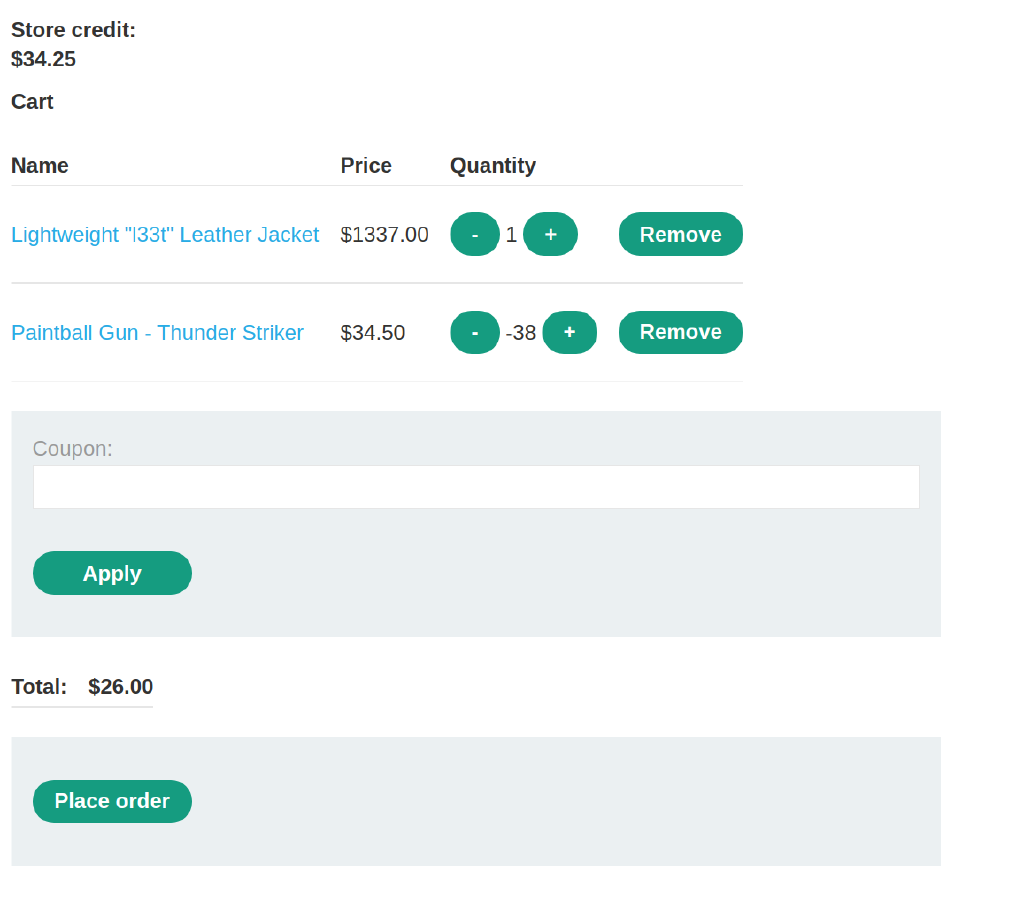 Store credit:
$34.25
Cart
Name Price Quantity
Lightweight "l33t" Leather Jacket $1337.00 - 1 + Remove
Paintball Gun - Thunder Striker $34.50 - -38 + Remove
Coupon:
Apply
Total: $26.00
Place order